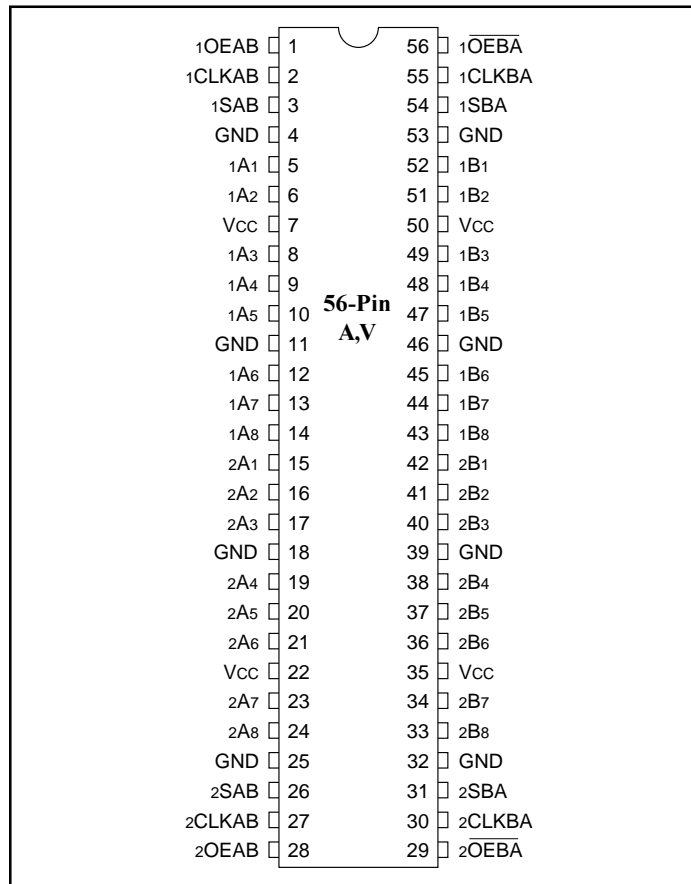 1OEAB 1 56 1O̅E̅B̅A̅
1CLKAB 2 55 1CLKBA
1SAB 3 54 1SBA
GND 4 53 GND
1A1 5 52 1B1
1A2 6 51 1B2
VCC 7 50 VCC
1A3 8 49 1B3
1A4 9 48 1B4
1A5 10 47 1B5
56-Pin
A,V
GND 11 46 GND
1A6 12 45 1B6
1A7 13 44 1B7
1A8 14 43 1B8
2A1 15 42 2B1
2A2 16 41 2B2
2A3 17 40 2B3
GND 18 39 GND
2A4 19 38 2B4
2A5 20 37 2B5
2A6 21 36 2B6
VCC 22 35 VCC
2A7 23 34 2B7
2A8 24 33 2B8
GND 25 32 GND
2SAB 26 31 2SBA
2CLKAB 27 30 2CLKBA
2OEAB 28 29 2O̅E̅B̅A̅